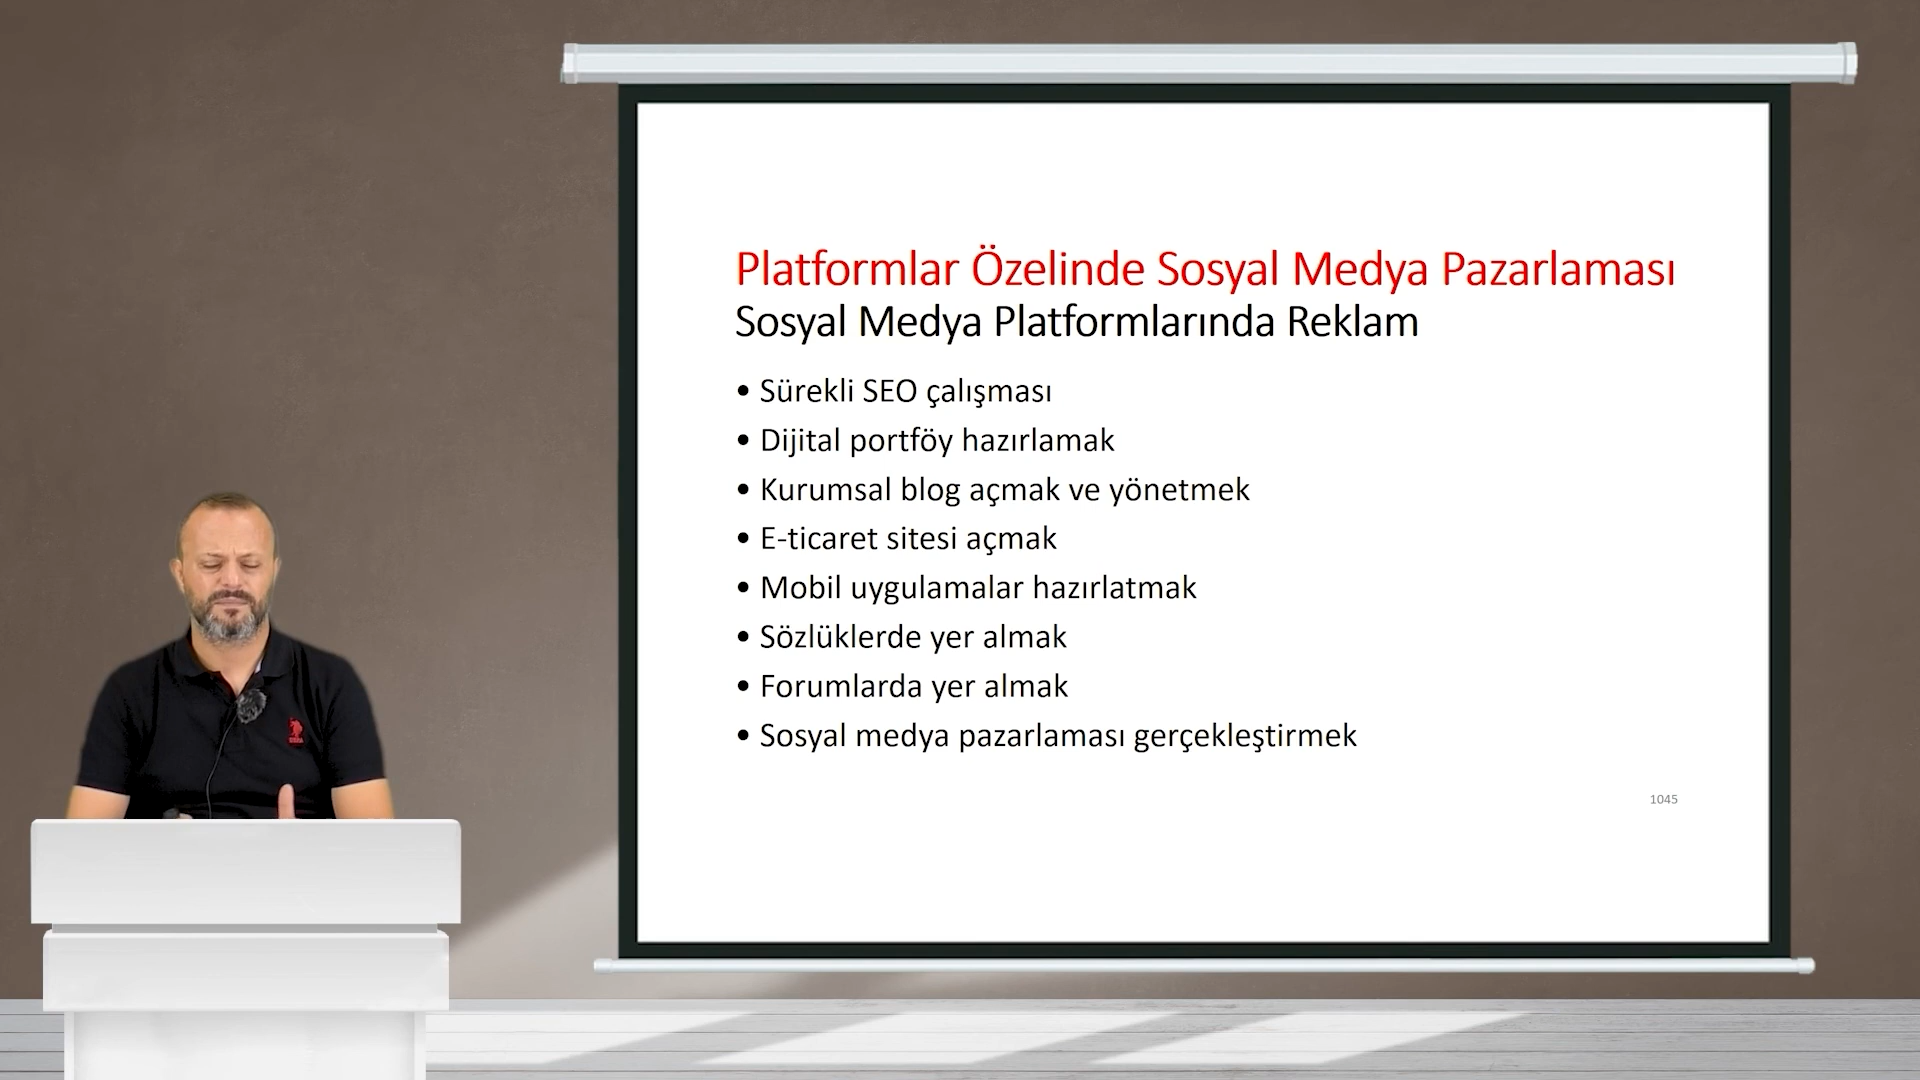 Platformlar Özelinde Sosyal Medya Pazarlaması
Sosyal Medya Platformlarında Reklam
• Sürekli SEO çalışması
• Dijital portföy hazırlamak
• Kurumsal blog açmak ve yönetmek
• E-ticaret sitesi açmak
• Mobil uygulamalar hazırlatmak
• Sözlüklerde yer almak
• Forumlarda yer almak
• Sosyal medya pazarlaması gerçekleştirmek
1045